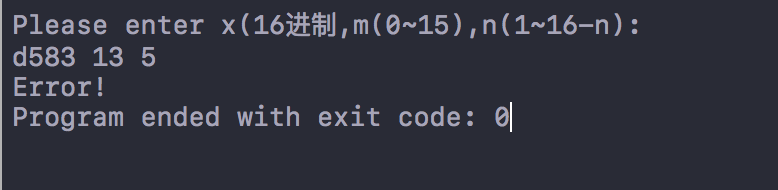 Please enter x(16进制,m(0~15),n(1~16-n):
d583 13 5
Error!
Program ended with exit code: 0